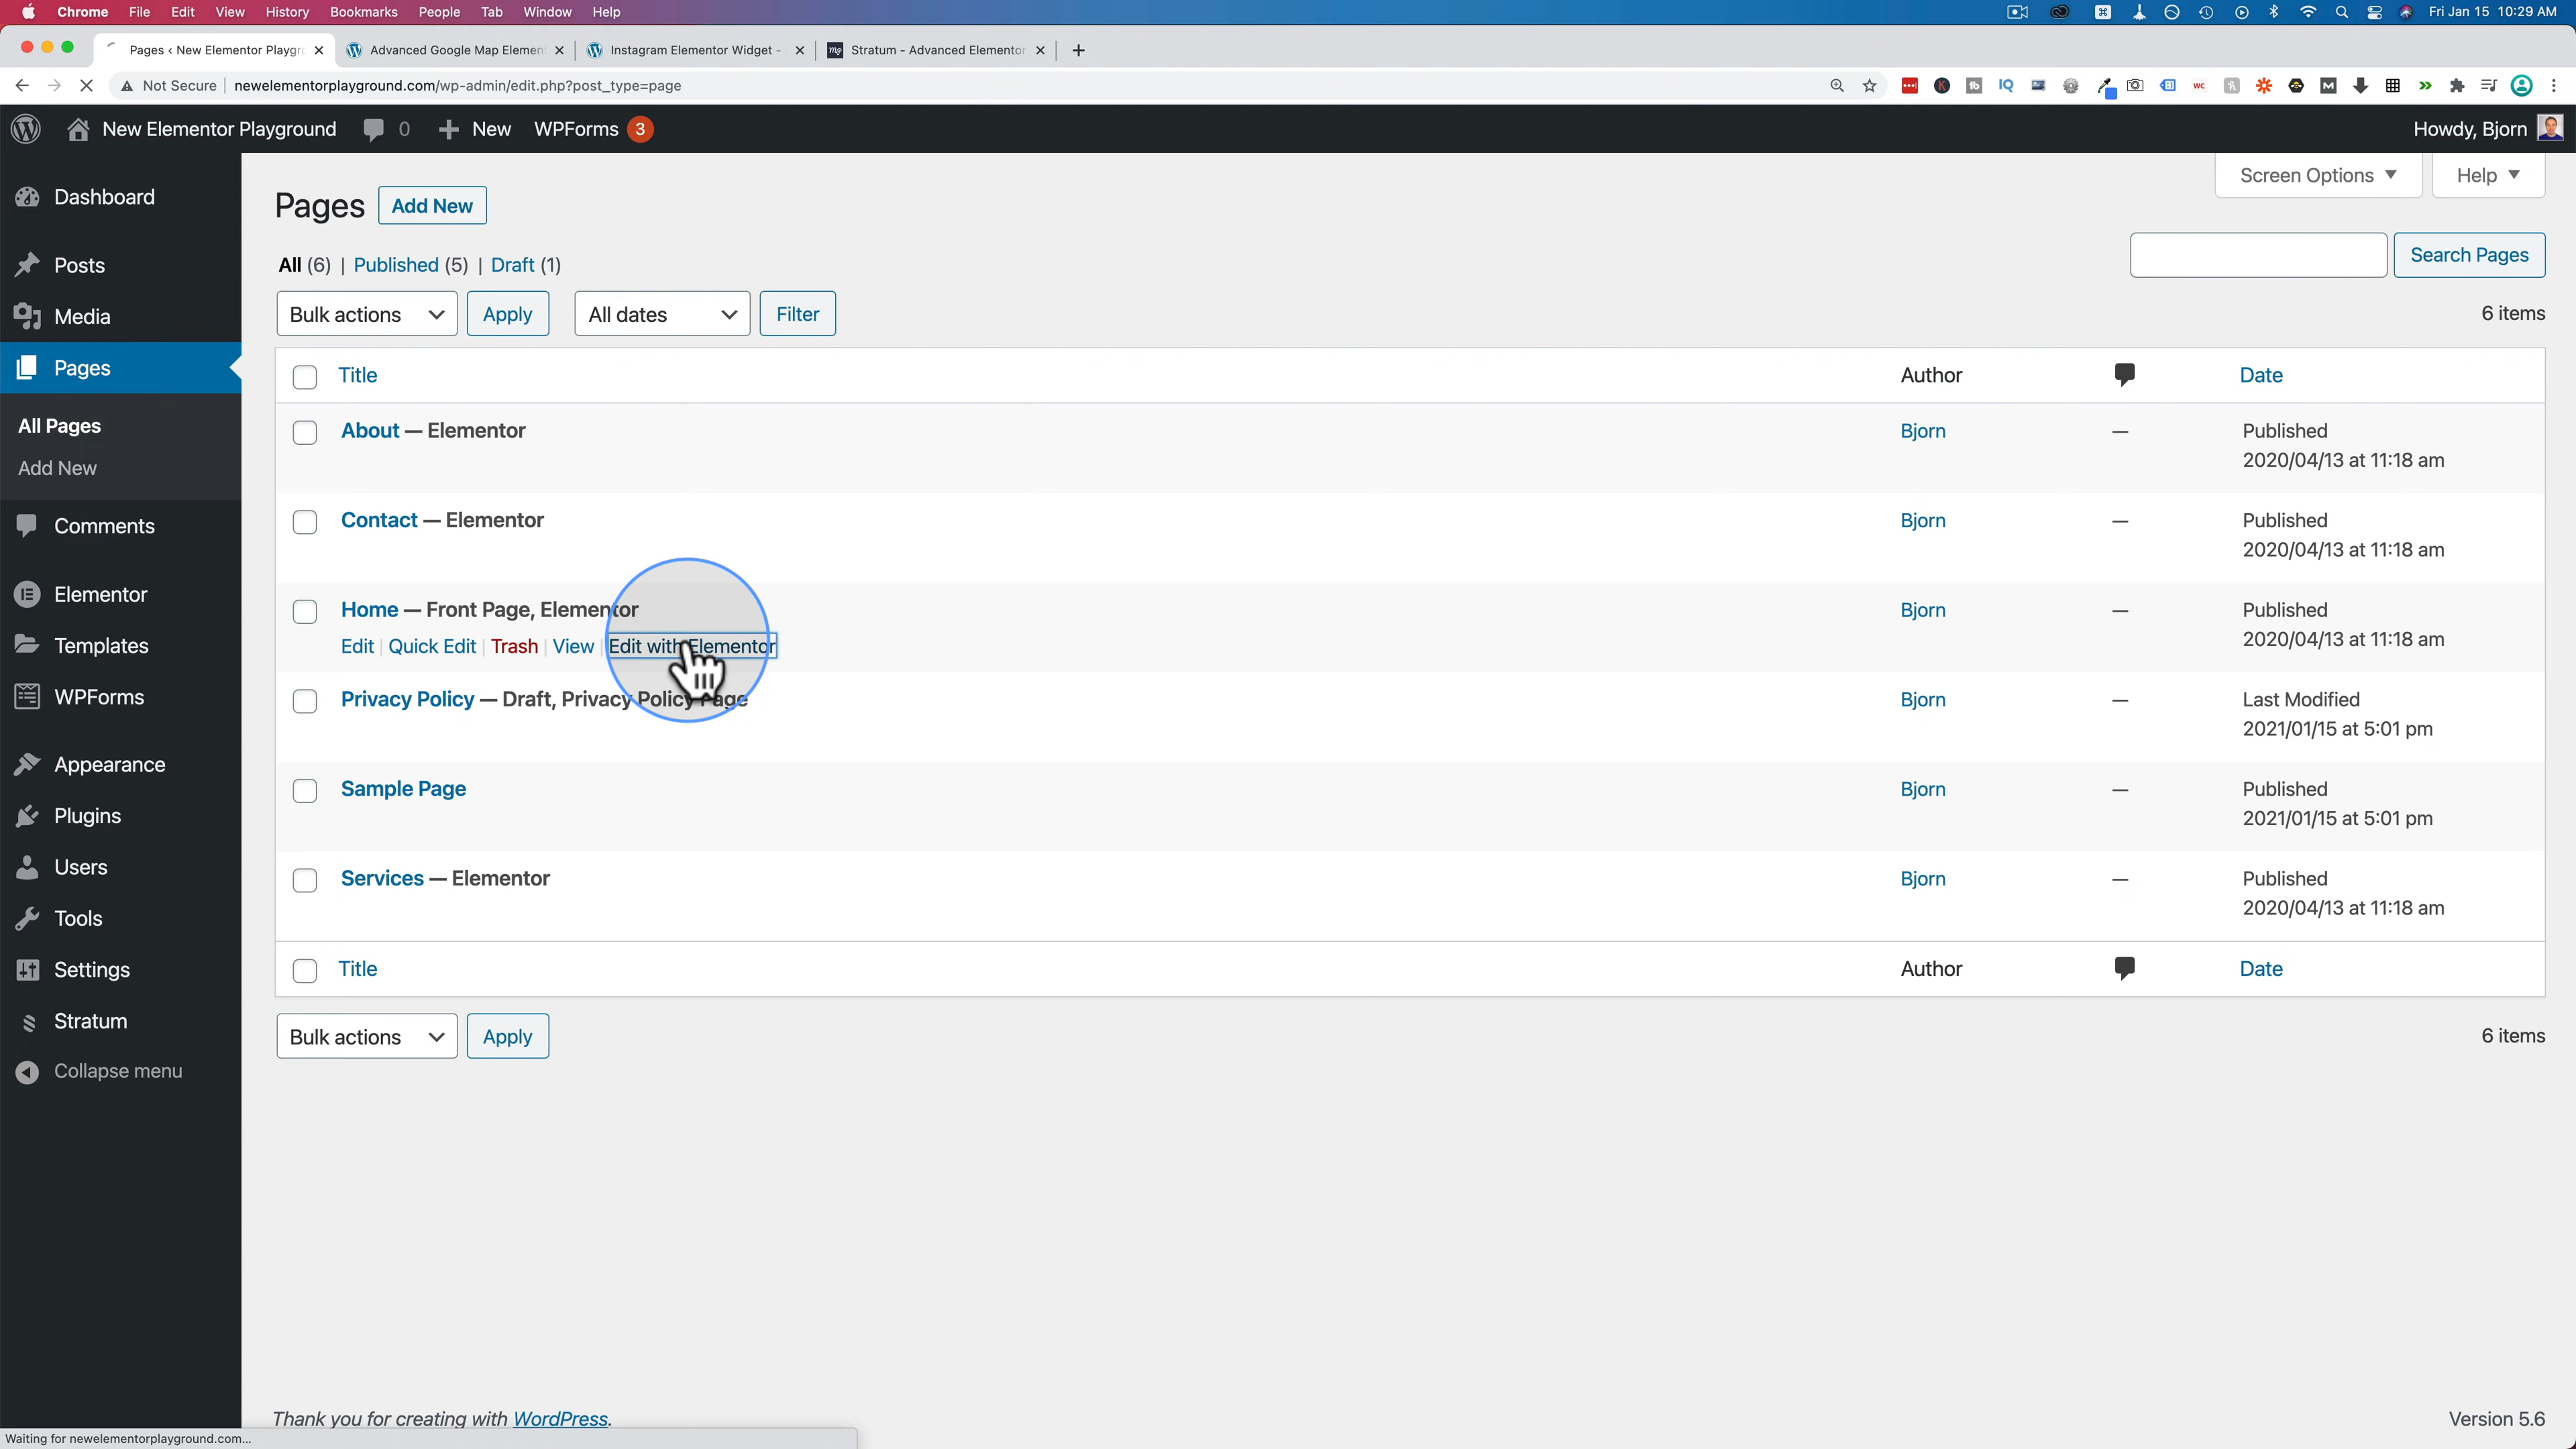 Chrome File Edit View History Bookmarks People Tab Window Help Fri Jan 15 10:29 AM
Pages ‹ New Elementor Playgro Advanced Google Map Element Instagram Elementor Widget - Stratum - Advanced Elementor
Not Secure newelementorplayground.com/wp-admin/edit.php?post_type=page
New Elementor Playground 0 New WPForms 3 Howdy, Bjorn
Screen Options Help
Dashboard
Posts
Media
Pages
All Pages
Add New
Comments
Elementor
Templates
WPForms
Appearance
Plugins
Users
Tools
Settings
Stratum
Collapse menu
Pages Add New
All (6) | Published (5) | Draft (1)
Search Pages
Bulk actions Apply All dates Filter 6 items
Title Author Date
About — Elementor Bjorn — Published
2020/04/13 at 11:18 am
Contact — Elementor Bjorn — Published
2020/04/13 at 11:18 am
Home — Front Page, Elementor Bjorn — Published
Edit | Quick Edit | Trash | View | Edit with Elementor 2020/04/13 at 11:18 am
Privacy Policy — Draft, Privacy Policy Page Bjorn — Last Modified
2021/01/15 at 5:01 pm
Sample Page Bjorn — Published
2021/01/15 at 5:01 pm
Services — Elementor Bjorn — Published
2020/04/13 at 11:18 am
Title Author Date
Bulk actions Apply 6 items
Thank you for creating with WordPress. Version 5.6
Waiting for newelementorplayground.com...